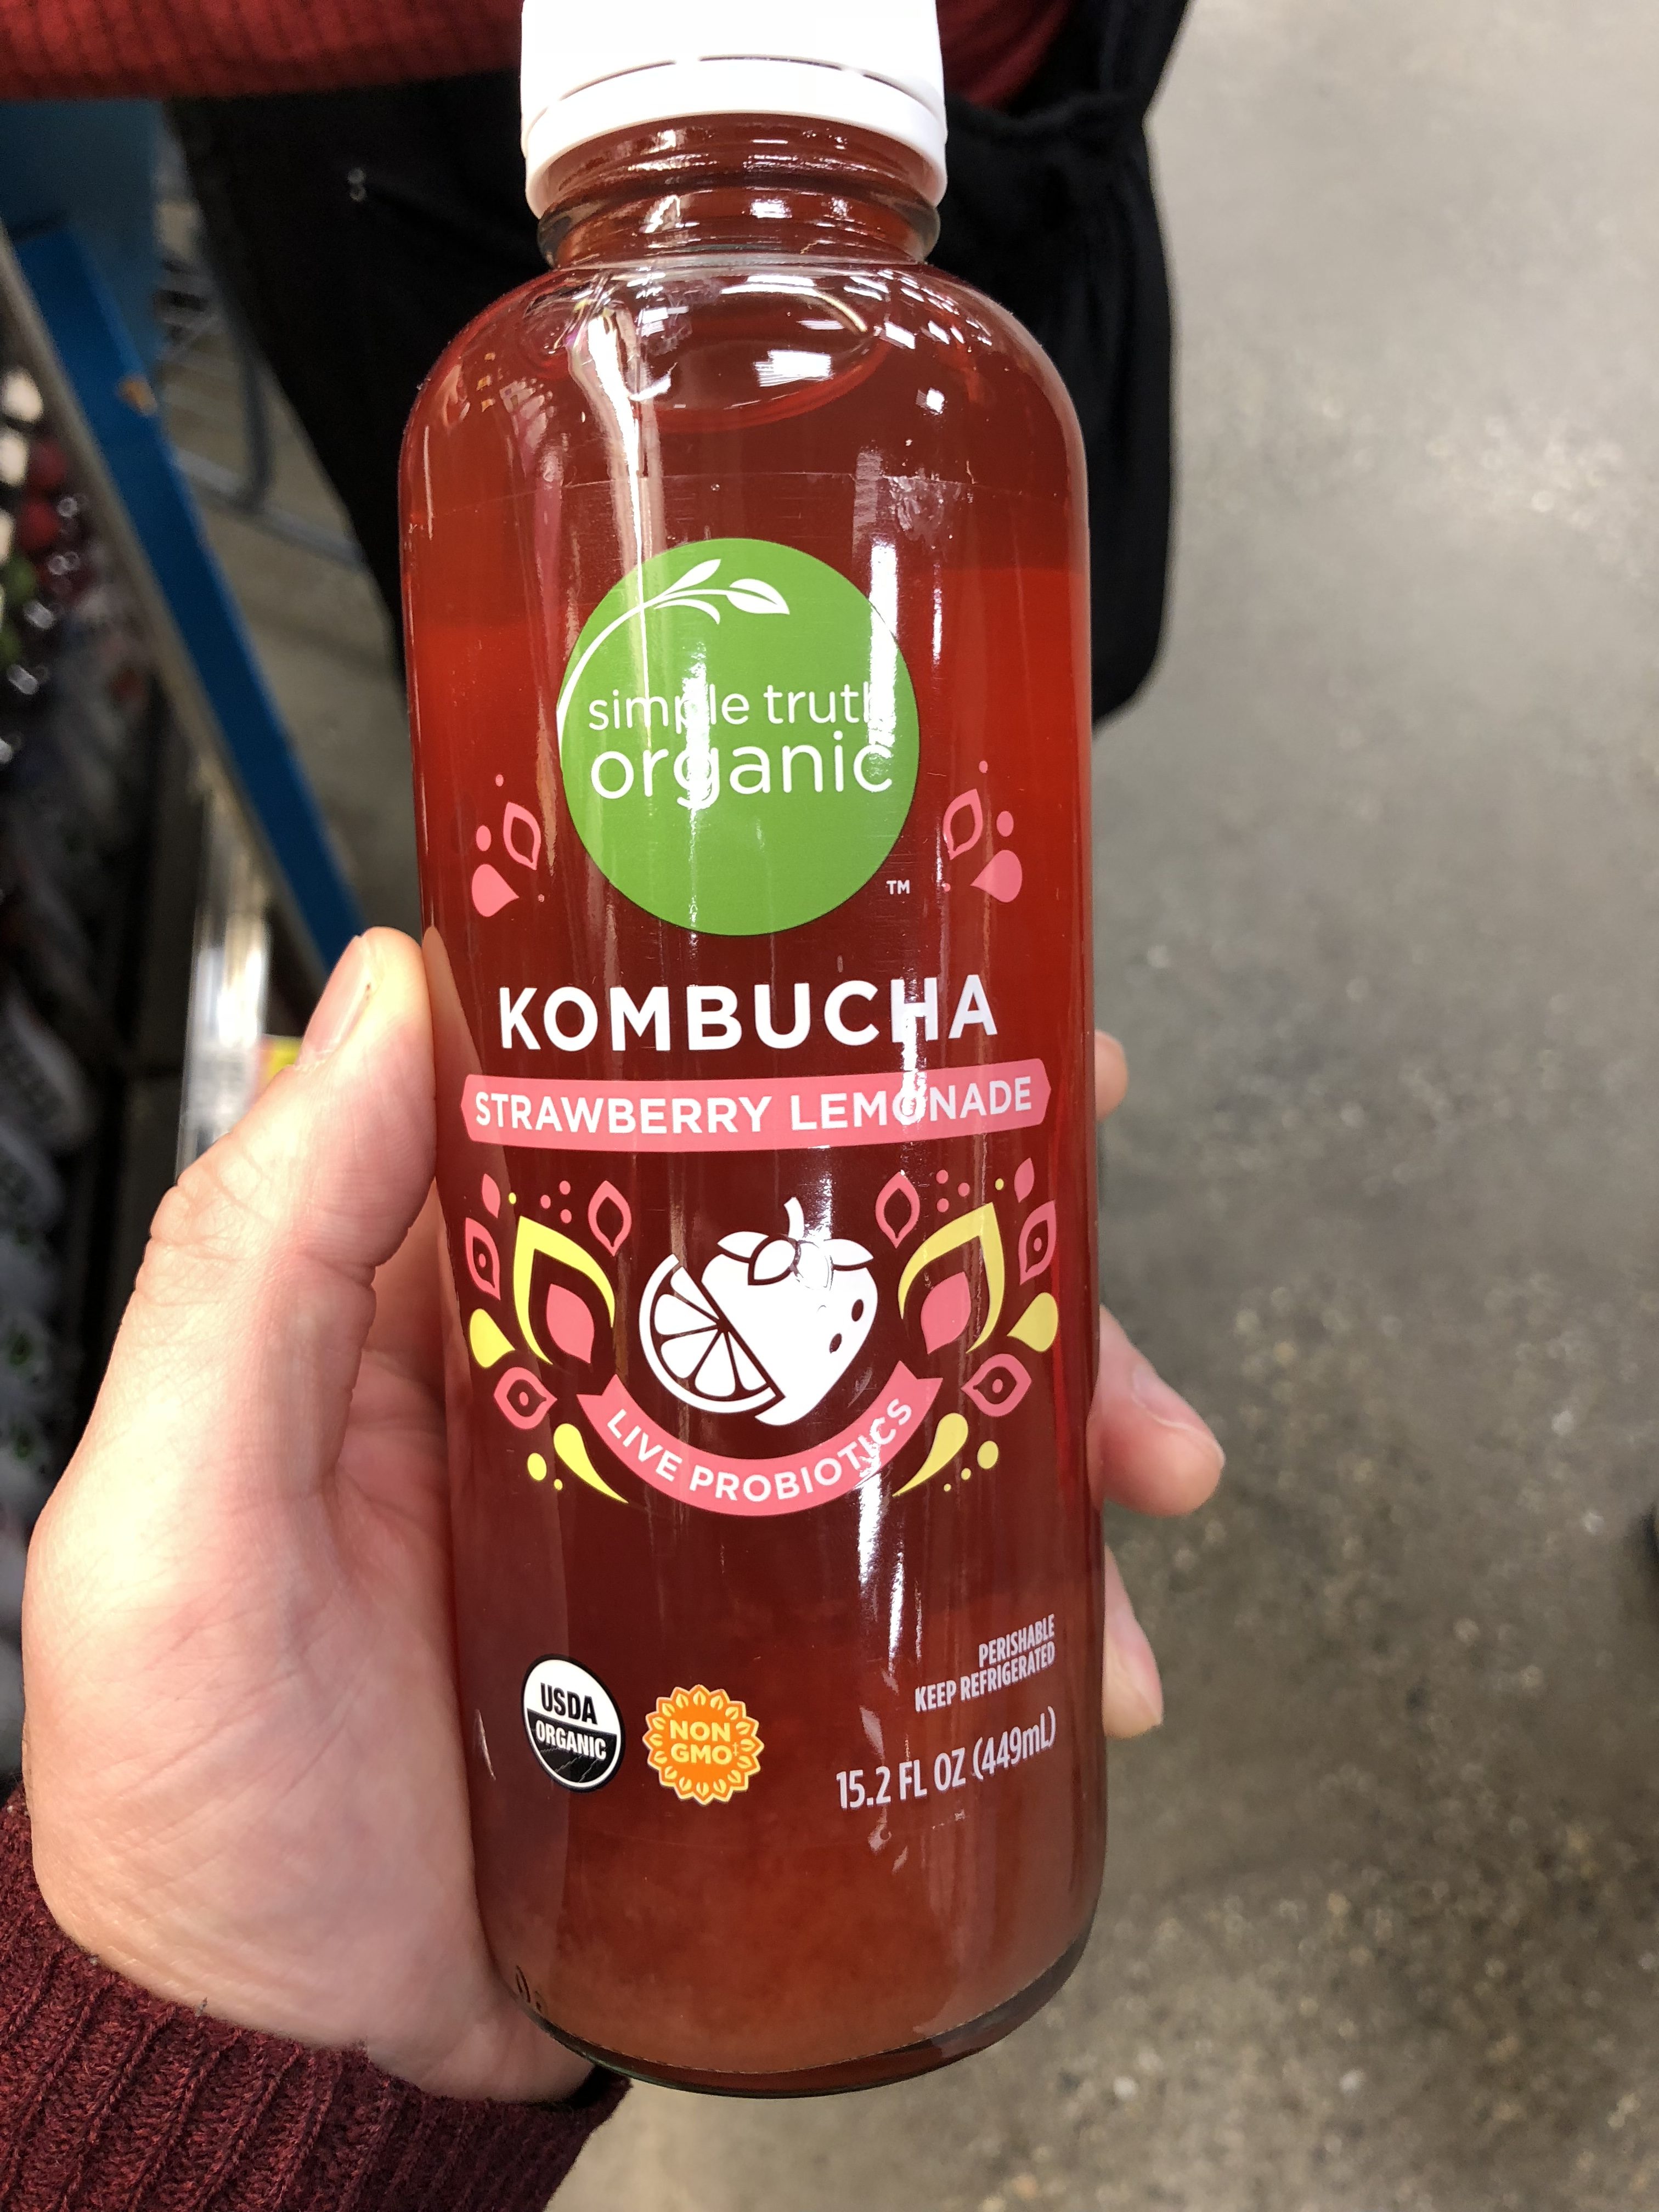 simple truth
organic
TM
KOMBUCHA
STRAWBERRY LEMONADE
LIVE PROBIOTICS
PERISHABLE
KEEP REFRIGERATED
USDA
ORGANIC
NON
GMO‡
15.2 FL OZ (449mL)